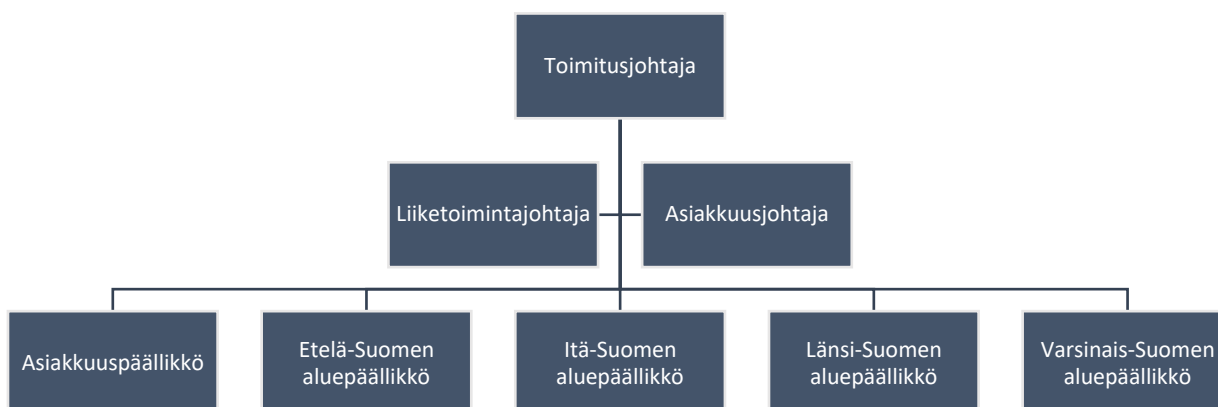 Toimitusjohtaja
Liiketoimintajohtaja
Asiakkuusjohtaja
Asiakkuuspäällikkö
Etelä-Suomen
aluepäällikkö
Itä-Suomen
aluepäällikkö
Länsi-Suomen
aluepäällikkö
Varsinais-Suomen
aluepäällikkö